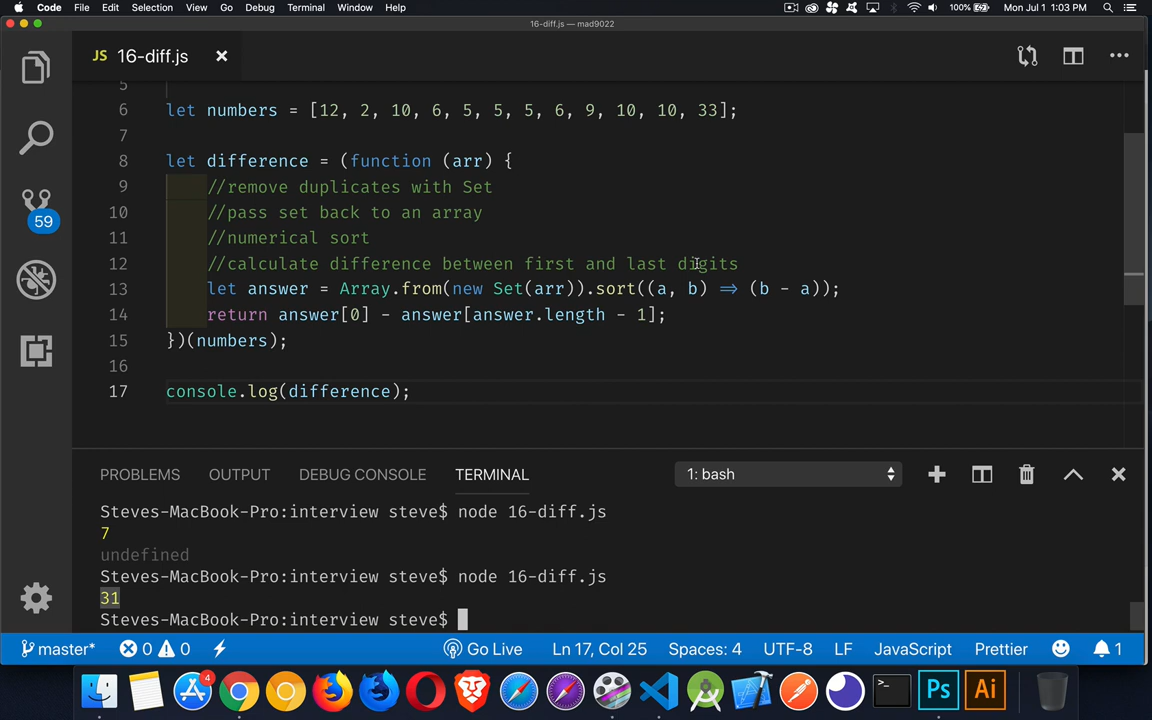 Code File Edit Selection View Go Debug Terminal Window Help 100% Mon Jul 1 1:03 PM
16-diff.js — mad9022
JS 16-diff.js
5
6 let numbers = [12, 2, 10, 6, 5, 5, 5, 6, 9, 10, 10, 33];
7
8 let difference = (function (arr) {
9 //remove duplicates with Set
10 //pass set back to an array
11 //numerical sort
12 //calculate difference between first and last digits
13 let answer = Array.from(new Set(arr)).sort((a, b) => (b - a));
14 return answer[0] - answer[answer.length - 1];
15 })(numbers);
16
17 console.log(difference);
59
PROBLEMS OUTPUT DEBUG CONSOLE TERMINAL 1: bash
Steves-MacBook-Pro:interview steve$ node 16-diff.js
7
undefined
Steves-MacBook-Pro:interview steve$ node 16-diff.js
31
Steves-MacBook-Pro:interview steve$
master* 0 0 Go Live Ln 17, Col 25 Spaces: 4 UTF-8 LF JavaScript Prettier 1
4
>_
Ps Ai